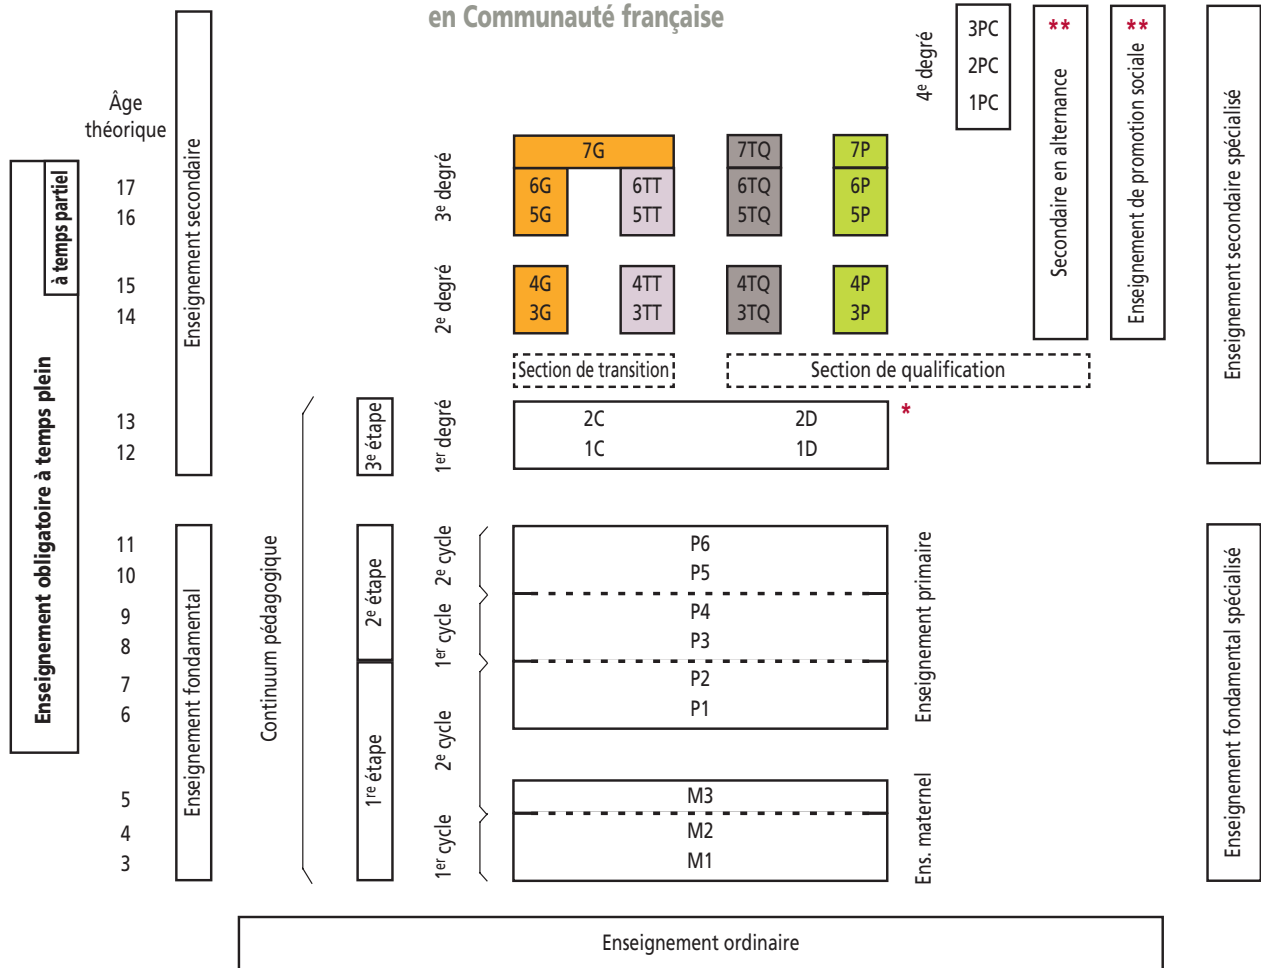 en Communauté française
4e degré
3PC
2PC
1PC
**
Secondaire en alternance
**
Enseignement de promotion sociale
Enseignement secondaire spécialisé
Âge
théorique
Enseignement obligatoire à temps plein
à temps partiel
Enseignement secondaire
3e degré
7G
7TQ
7P
17
6G
6TT
6TQ
6P
16
5G
5TT
5TQ
5P
2e degré
15
4G
4TT
4TQ
4P
14
3G
3TT
3TQ
3P
Section de transition
Section de qualification
Continuum pédagogique
3e étape
1er degré
13
2C
2D
*
12
1C
1D
Enseignement fondamental
2e étape
2e cycle
11
P6
10
P5
Enseignement primaire
Enseignement fondamental spécialisé
1er cycle
9
P4
8
P3
1re étape
2e cycle
7
P2
6
P1
5
M3
Ens. maternel
1er cycle
4
M2
3
M1
Enseignement ordinaire